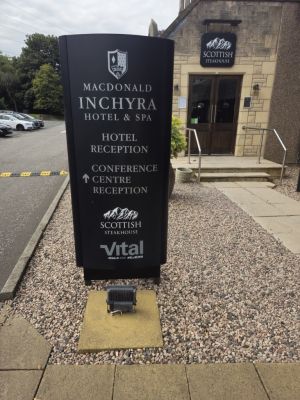 MACDONALD
INCHYRA
HOTEL & SPA
HOTEL
RECEPTION
CONFERENCE
CENTRE
RECEPTION
SCOTTISH
STEAKHOUSE
Vital
SCOTTISH
STEAKHOUSE